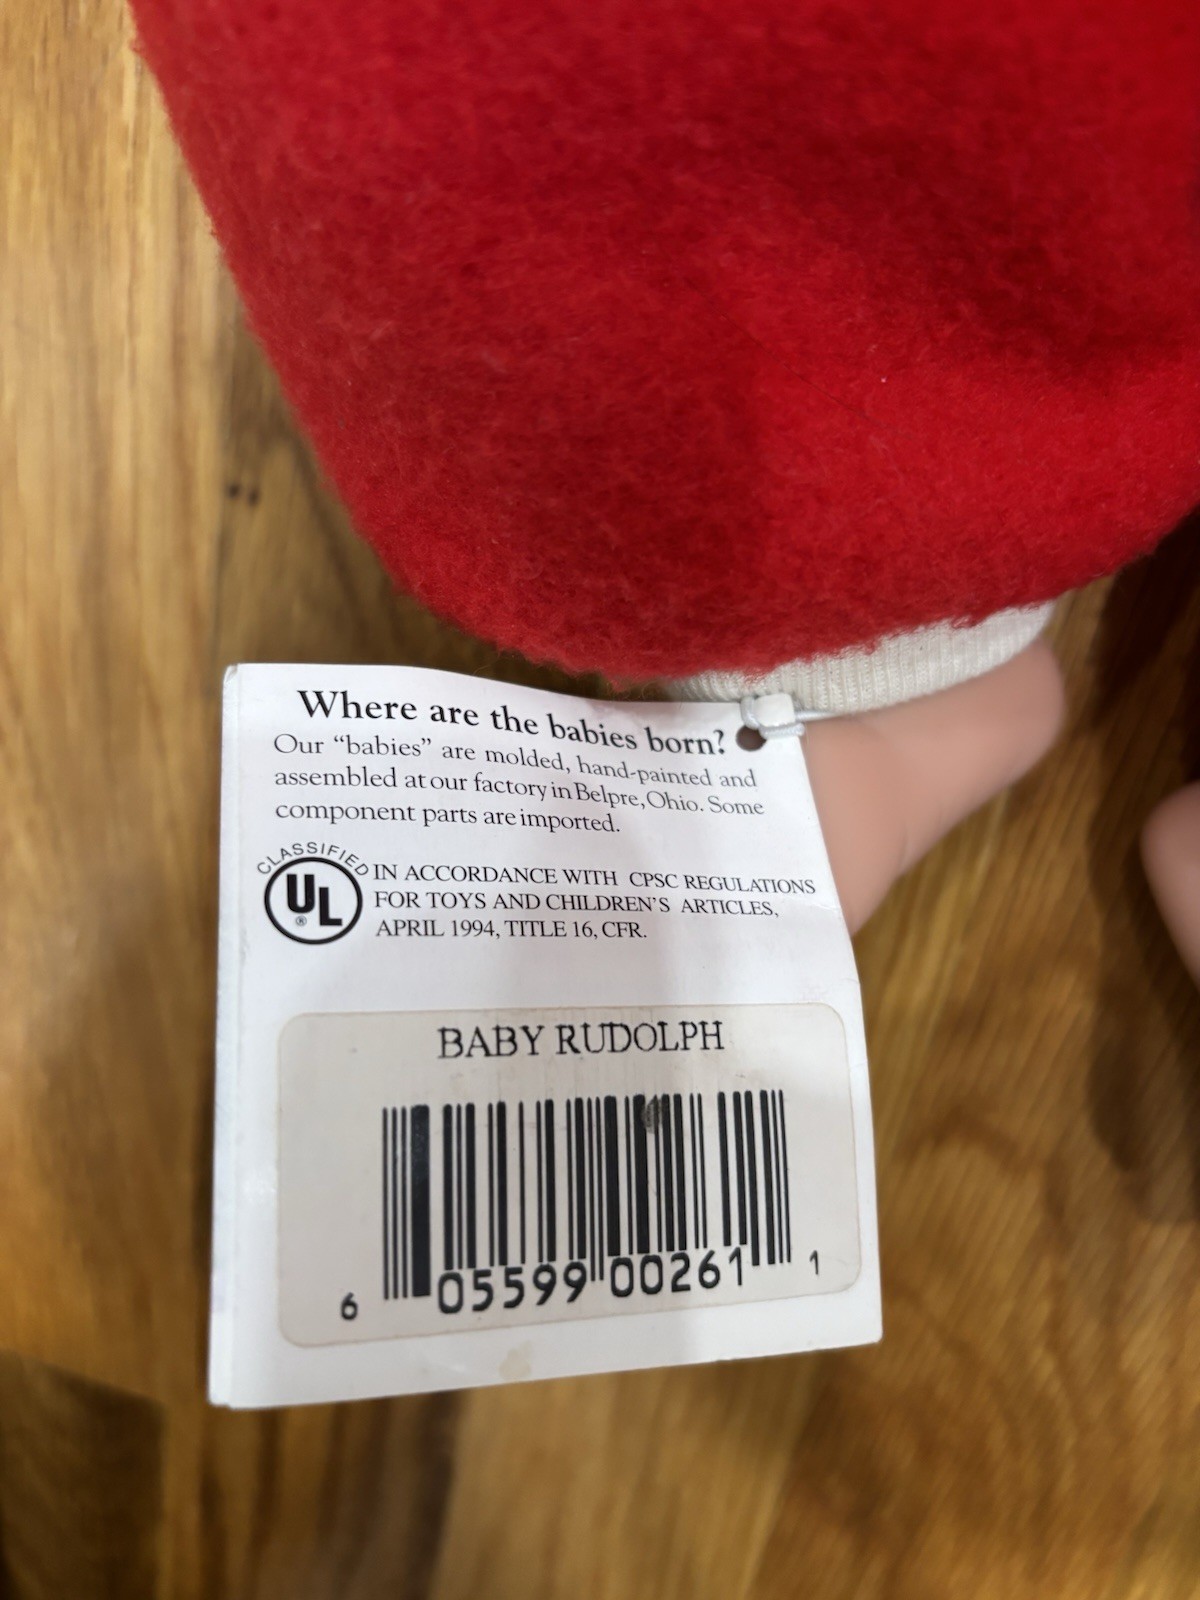 Where are the babies born?
Our “babies” are molded, hand-painted and
assembled at our factory in Belpre, Ohio. Some
component parts are imported.
CLASSIFIED
UL
®
IN ACCORDANCE WITH CPSC REGULATIONS
FOR TOYS AND CHILDREN'S ARTICLES,
APRIL 1994, TITLE 16, CFR.
BABY RUDOLPH
6 05599 00261 1